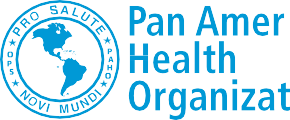 PRO SALUTE
OPS
PAHO
NOVI MUNDI
Pan Amer
Health
Organizat